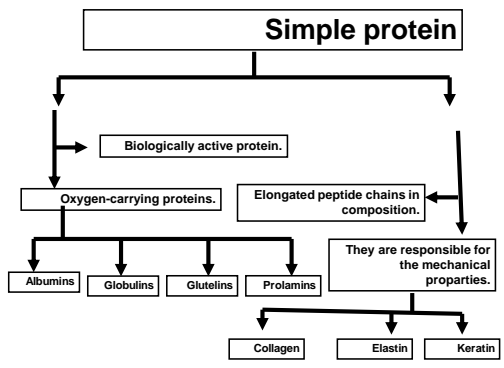 Simple protein
Biologically active protein.
Oxygen-carrying proteins.
Elongated peptide chains in
composition.
They are responsible for
the mechanical
proparties.
Albumins
Globulins
Glutelins
Prolamins
Collagen
Elastin
Keratin